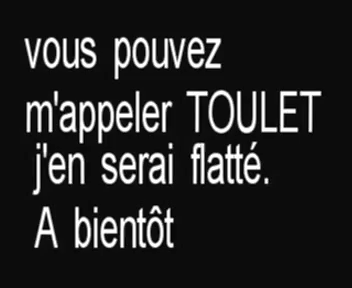 vous pouvez
m'appeler TOULET
j'en serai flatté.
A bientôt